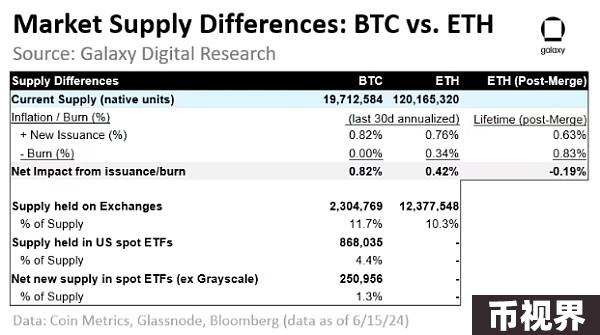 Market Supply Differences: BTC vs. ETH
Source: Galaxy Digital Research
galaxy
Supply Differences BTC ETH ETH (Post-Merge)
Current Supply (native units) 19,712,584 120,165,320
Inflation / Burn (%) (last 30d annualized) Lifetime (post-Merge)
+ New Issuance (%) 0.82% 0.76% 0.63%
- Burn (%) 0.00% 0.34% 0.83%
Net Impact from issuance/burn 0.82% 0.42% -0.19%
Supply held on Exchanges 2,304,769 12,377,548
% of Supply 11.7% 10.3%
Supply held in US spot ETFs 868,035 -
% of Supply 4.4% -
Net new supply in spot ETFs (ex Grayscale) 250,956 -
% of Supply 1.3% -
Data: Coin Metrics, Glassnode, Bloomberg (data as of 6/15/24)
币视界